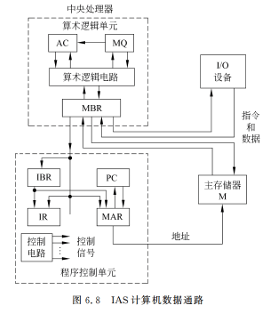 中央处理器
算术逻辑单元
AC
MQ
算术逻辑电路
MBR
I/O
设备
指令
和
数据
IBR
PC
主存储器
M
IR
MAR
控制
电路
控制
信号
地址
程序控制单元
图 6.8 IAS计算机数据通路